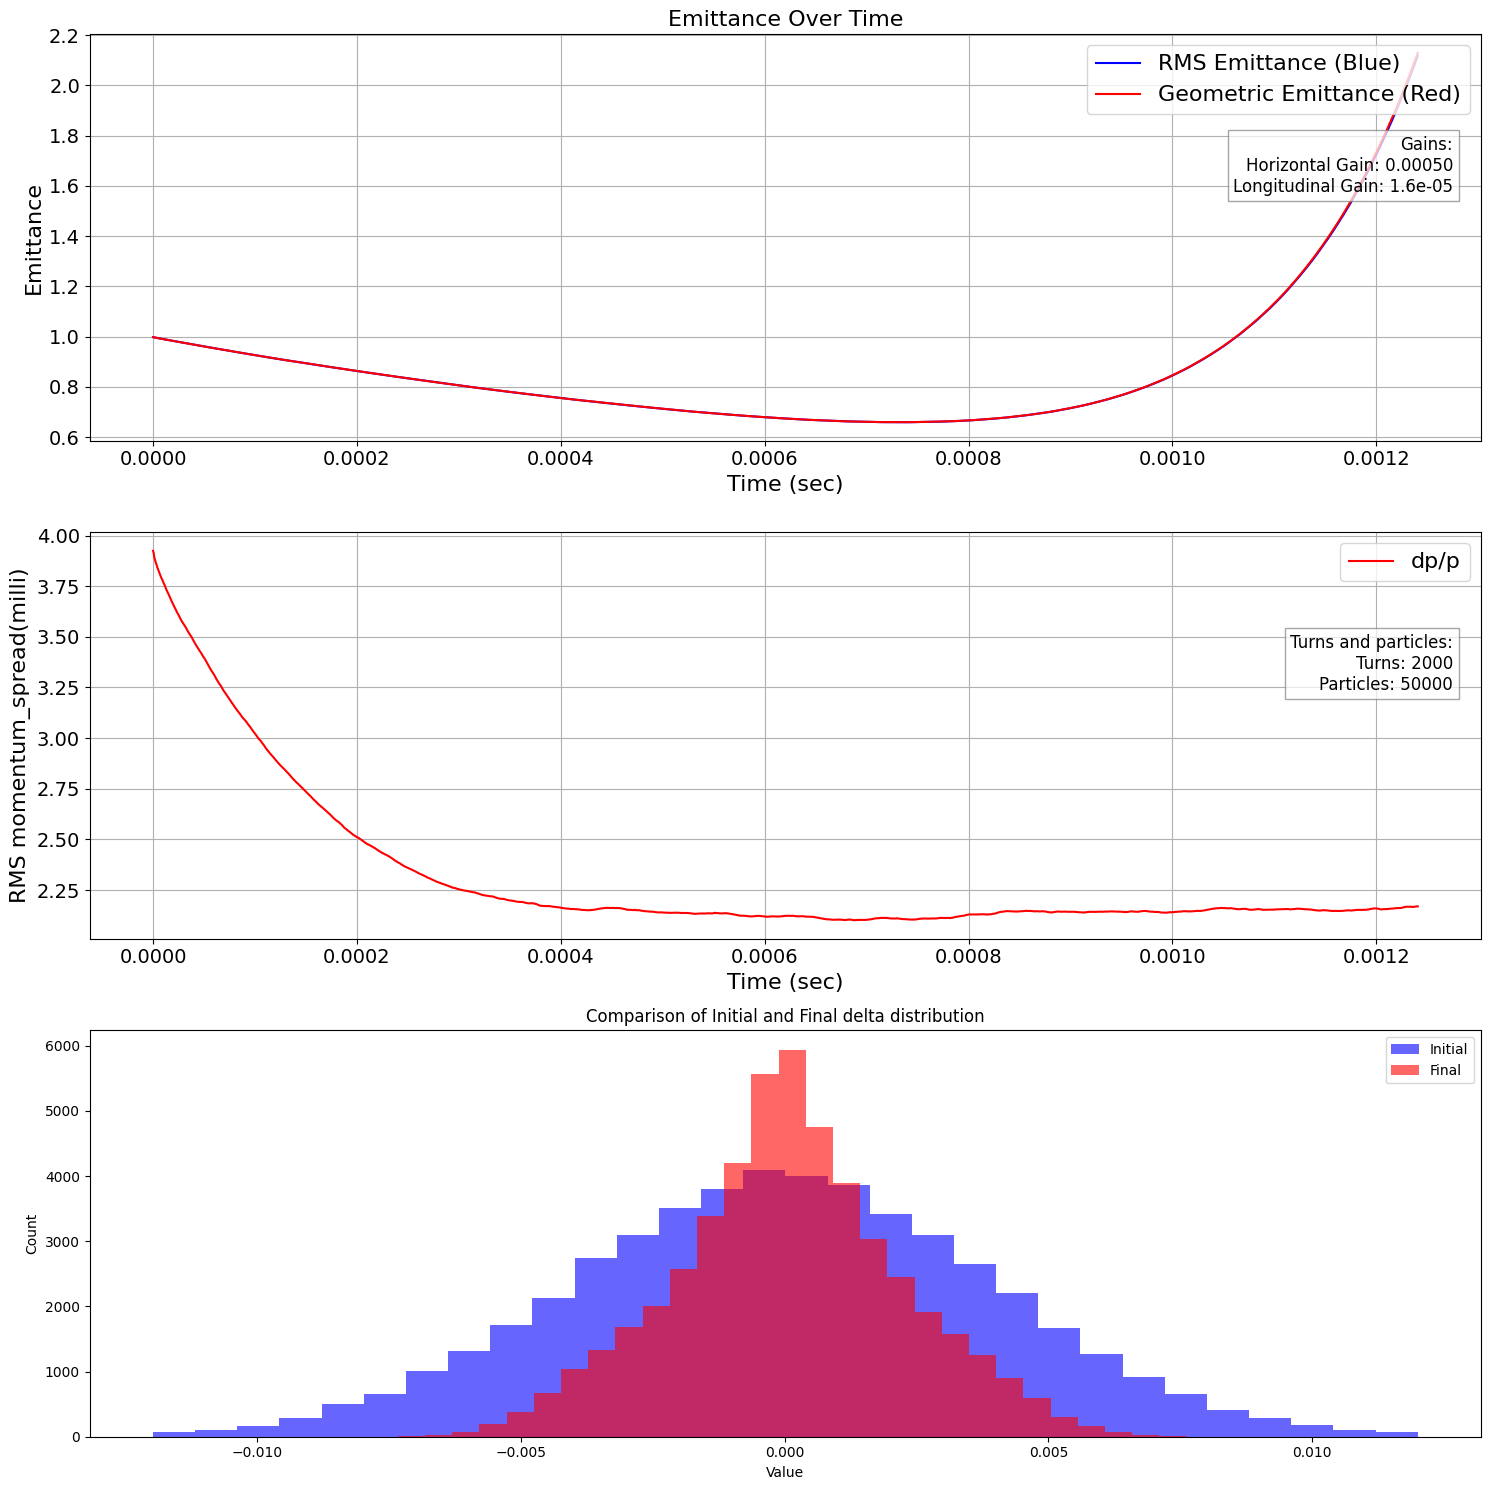 Emittance Over Time
2.2
2.0
1.8
1.6
1.4
1.2
1.0
0.8
0.6
Emittance
RMS Emittance (Blue)
Geometric Emittance (Red)
Gains:
Horizontal Gain: 0.00050
Longitudinal Gain: 1.6e-05
0.0000 0.0002 0.0004 0.0006 0.0008 0.0010 0.0012
Time (sec)
4.00
3.75
3.50
3.25
3.00
2.75
2.50
2.25
RMS momentum_spread(milli)
dp/p
Turns and particles:
Turns: 2000
Particles: 50000
0.0000 0.0002 0.0004 0.0006 0.0008 0.0010 0.0012
Time (sec)
Comparison of Initial and Final delta distribution
6000
5000
4000
3000
2000
1000
0
Count
Initial
Final
−0.010 −0.005 0.000 0.005 0.010
Value